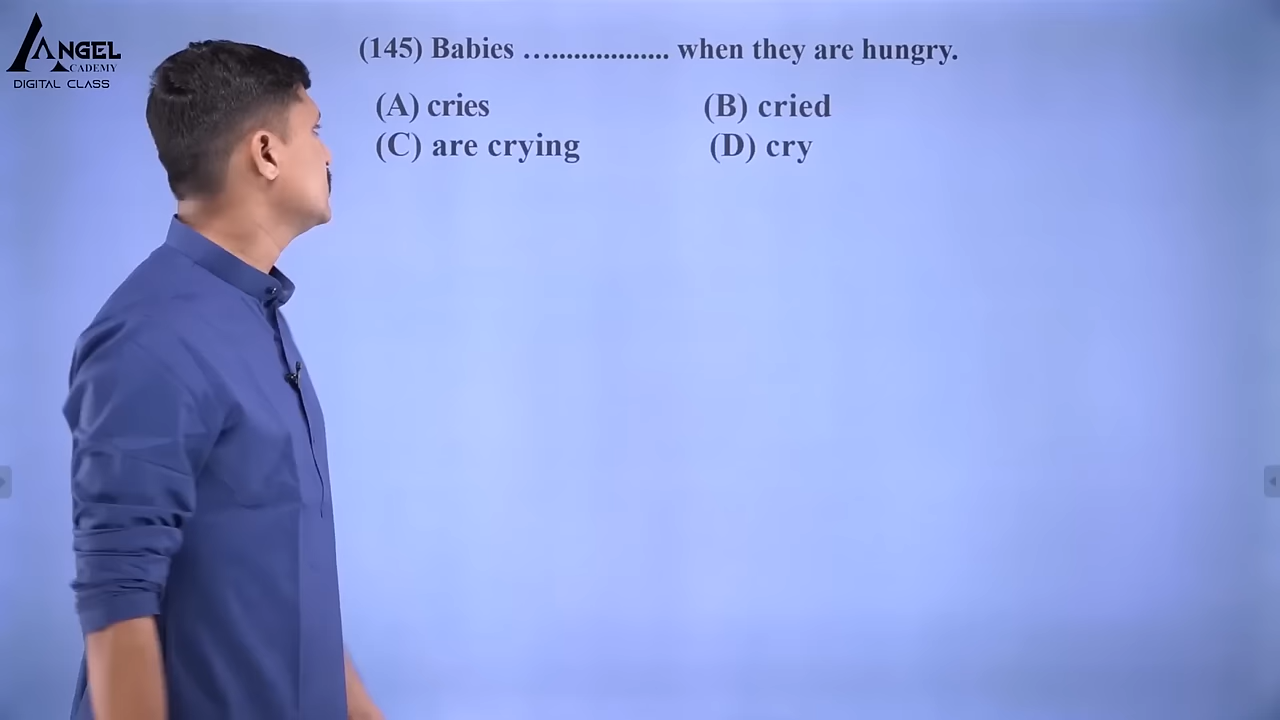 ANGEL
ACADEMY
DIGITAL CLASS
(145) Babies …................. when they are hungry.
(A) cries (B) cried
(C) are crying (D) cry